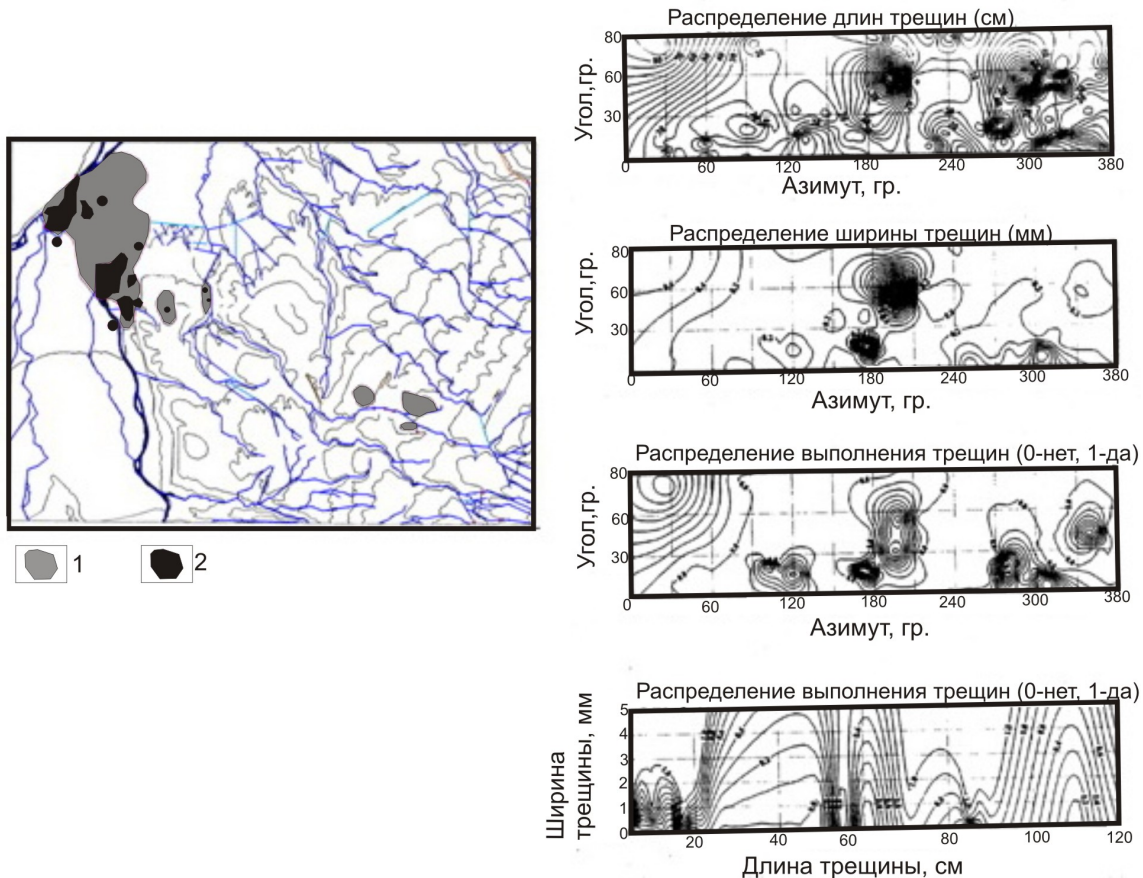 1
2
Распределение длин трещин (см)
Угол,гр.
80
60
30
0 60 120 180 240 300 380
Азимут, гр.
Распределение ширины трещин (мм)
Угол,гр.
80
60
30
0 60 120 180 240 300 380
Азимут, гр.
Распределение выполнения трещин (0-нет, 1-да)
Угол,гр.
80
60
30
0 60 120 180 240 300 380
Азимут, гр.
Распределение выполнения трещин (0-нет, 1-да)
Ширина
трещины, мм
5
4
3
2
1
0
20 40 60 80 100 120
Длина трещины, см